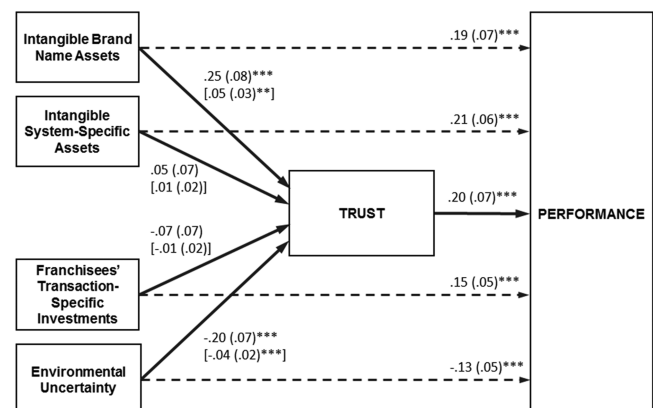 Intangible Brand
Name Assets
.19 (.07)***
.25 (.08)***
[.05 (.03)**]
Intangible
System-Specific
Assets
.21 (.06)***
.05 (.07)
[.01 (.02)]
TRUST
.20 (.07)***
PERFORMANCE
-.07 (.07)
[-.01 (.02)]
Franchisees'
Transaction-
Specific
Investments
.15 (.05)***
-.20 (.07)***
[-.04 (.02)***]
Environmental
Uncertainty
-.13 (.05)***